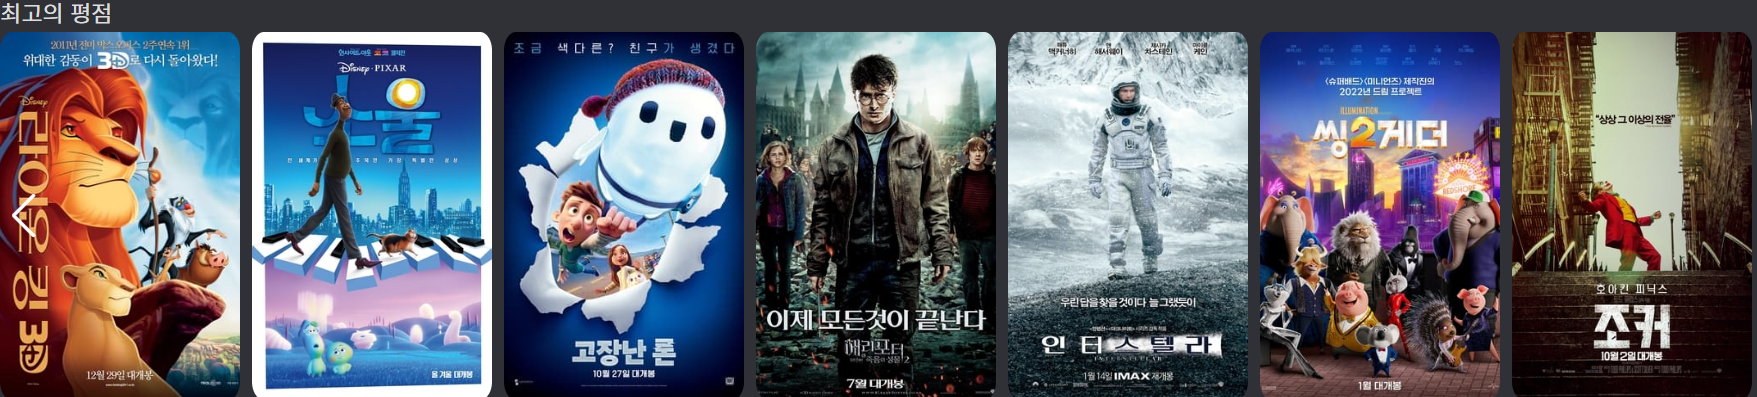 최고의 평점
2011년 전미 박스 오피스 2주연속 1위
위대한 감동이 3D로 다시 돌아왔다!
Disney
라이온 킹 3D
12월 29일 대개봉
Disney · PIXAR
소울
올 겨울 대개봉
조금 색다른? 친구가 생겼다
고장난 론
10월 27일 대개봉
이제 모든것이 끝난다
해리포터
죽음의 성물 2
7월 대개봉
매튜 맥커너히
앤 해서웨이
제시카 차스테인
마이클 케인
우린 답을 찾을 것이다 늘 그랬듯이
인터스텔라
INTERSTELLAR
1월 14일 IMAX 재개봉
<슈퍼배드><미니언즈> 제작진의
2022년 드림 프로젝트
ILLUMINATION
씽2게더
REDSHORE
1월 대개봉
"상상 그 이상의 전율"
호아킨 피닉스
조커
10월 2일 대개봉